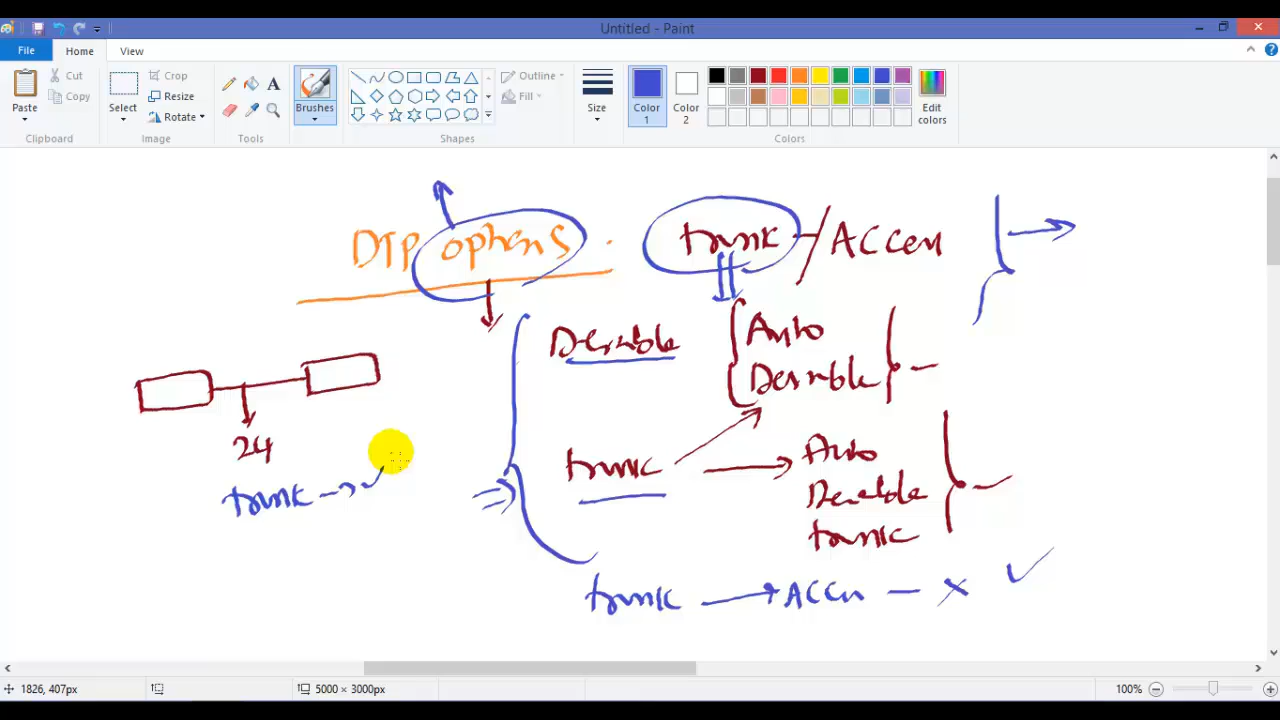 Untitled - Paint
File Home View
Paste Cut Copy Clipboard
Select Crop Resize Rotate Image
Tools
Brushes
Shapes Outline Fill
Size
Color 1 Color 2 Edit colors Colors
DTP options. trunk / Access
Desirable Auto
Desirable
24
trunk → ✓
trunk → Auto
Desirable
trunk
trunk → Access - x ✓
1826, 407px 5000 × 3000px 100%